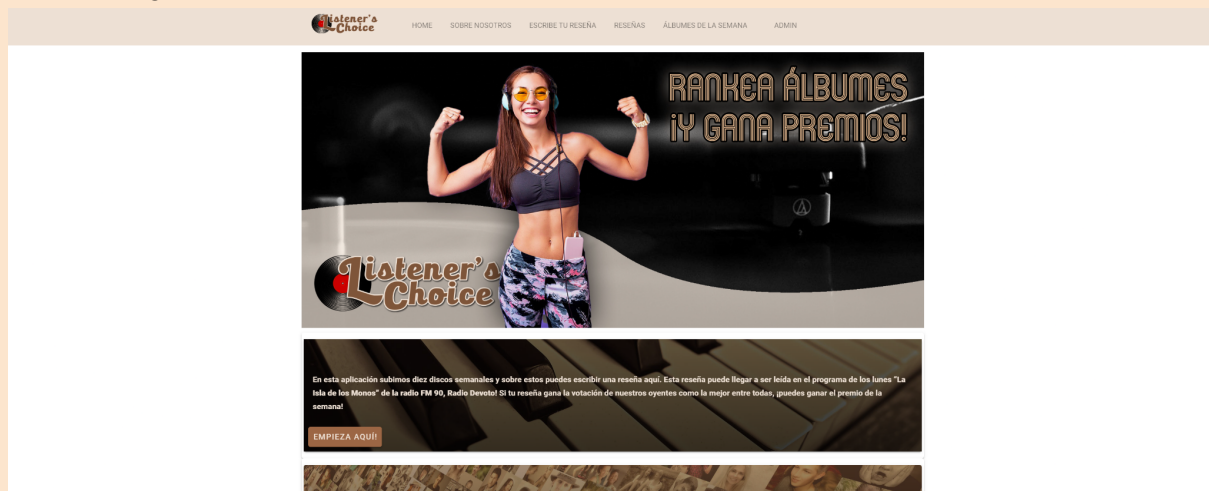 Listener's
Choice
HOME
SOBRE NOSOTROS
ESCRIBE TU RESEÑA
RESEÑAS
ÁLBUMES DE LA SEMANA
ADMIN
RANKEA ÁLBUMES
¡Y GANA PREMIOS!
Listener's
Choice
En esta aplicación subimos diez discos semanales y sobre estos puedes escribir una reseña aquí. Esta reseña puede llegar a ser leída en el programa de los lunes "La
Isla de los Monos" de la radio FM 90, Radio Devoto! Si tu reseña gana la votación de nuestros oyentes como la mejor entre todas, ¡puedes ganar el premio de la
semana!
EMPIEZA AQUÍ!